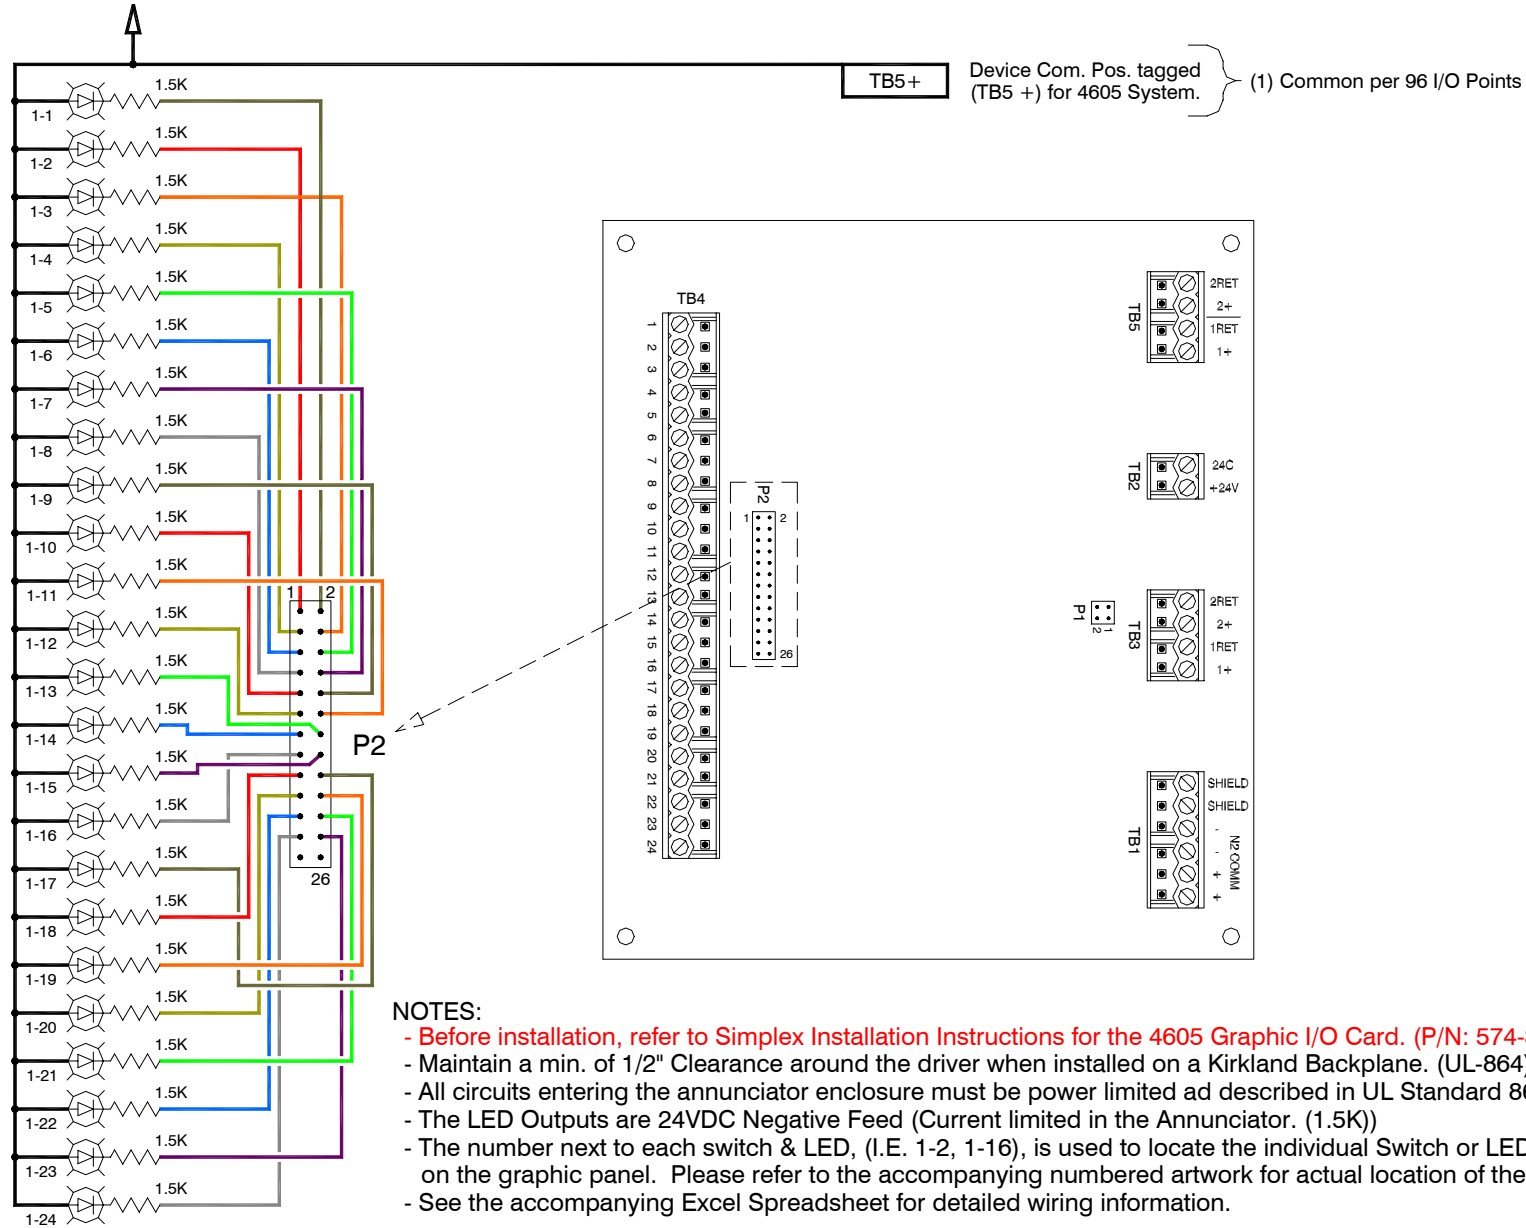 TB5+
Device Com. Pos. tagged
(TB5 +) for 4605 System.
(1) Common per 96 I/O Points
1.5K
1-1
1.5K
1-2
1.5K
1-3
1.5K
1-4
1.5K
1-5
1.5K
1-6
1.5K
1-7
1.5K
1-8
1.5K
1-9
1.5K
1-10
1.5K
1-11
1.5K
1-12
1.5K
1-13
1.5K
1-14
1.5K
1-15
1.5K
1-16
1.5K
1-17
1.5K
1-18
1.5K
1-19
1.5K
1-20
1.5K
1-21
1.5K
1-22
1.5K
1-23
1.5K
1-24
1 2
26
P2
TB4
1
2
3
4
5
6
7
8
9
10
11
12
13
14
15
16
17
18
19
20
21
22
23
24
P2
1 2
26
P1
2 1
TB5
2RET
2+
1RET
1+
TB2
24C
+24V
TB3
2RET
2+
1RET
1+
TB1
SHIELD
SHIELD
-
-
+
+
N2 COMM
NOTES:
- Before installation, refer to Simplex Installation Instructions for the 4605 Graphic I/O Card. (P/N: 574-
- Maintain a min. of 1/2" Clearance around the driver when installed on a Kirkland Backplane. (UL-864)
- All circuits entering the annunciator enclosure must be power limited ad described in UL Standard 86
- The LED Outputs are 24VDC Negative Feed (Current limited in the Annunciator. (1.5K))
- The number next to each switch & LED, (I.E. 1-2, 1-16), is used to locate the individual Switch or LED
on the graphic panel. Please refer to the accompanying numbered artwork for actual location of the
- See the accompanying Excel Spreadsheet for detailed wiring information.